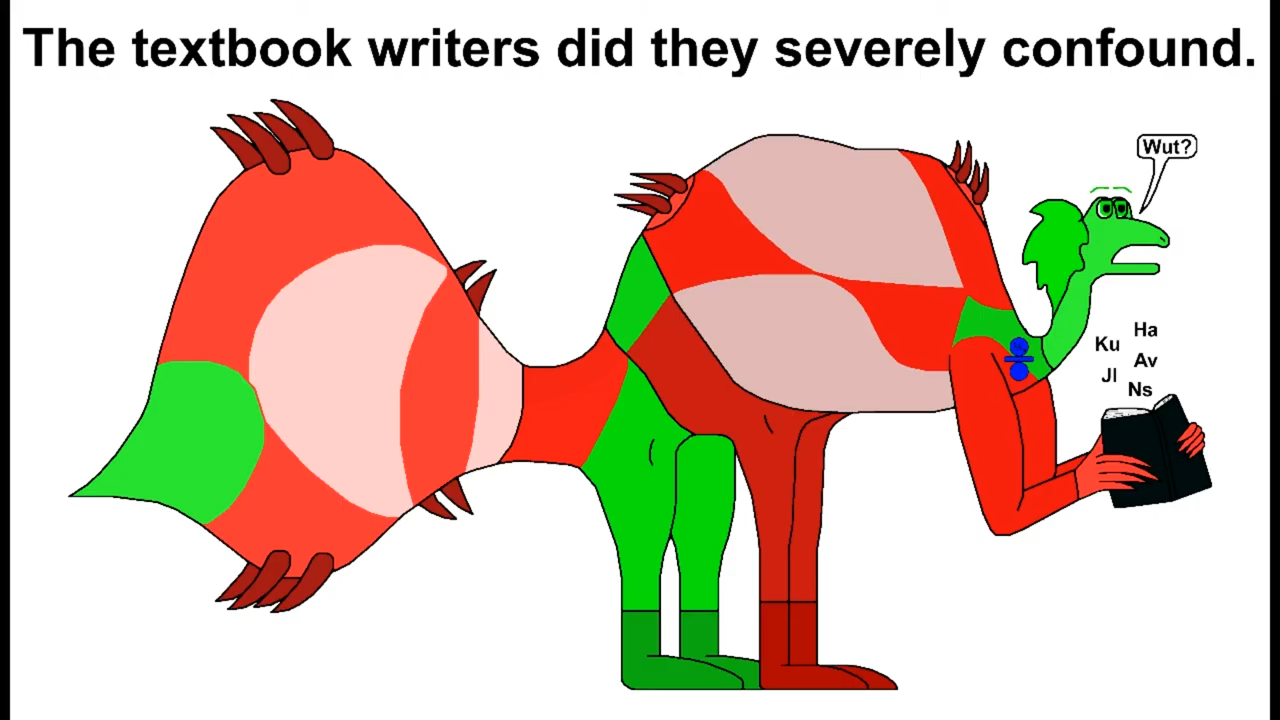 The textbook writers did they severely confound.
Wut?
Ha
Ku
Av
Jl
Ns